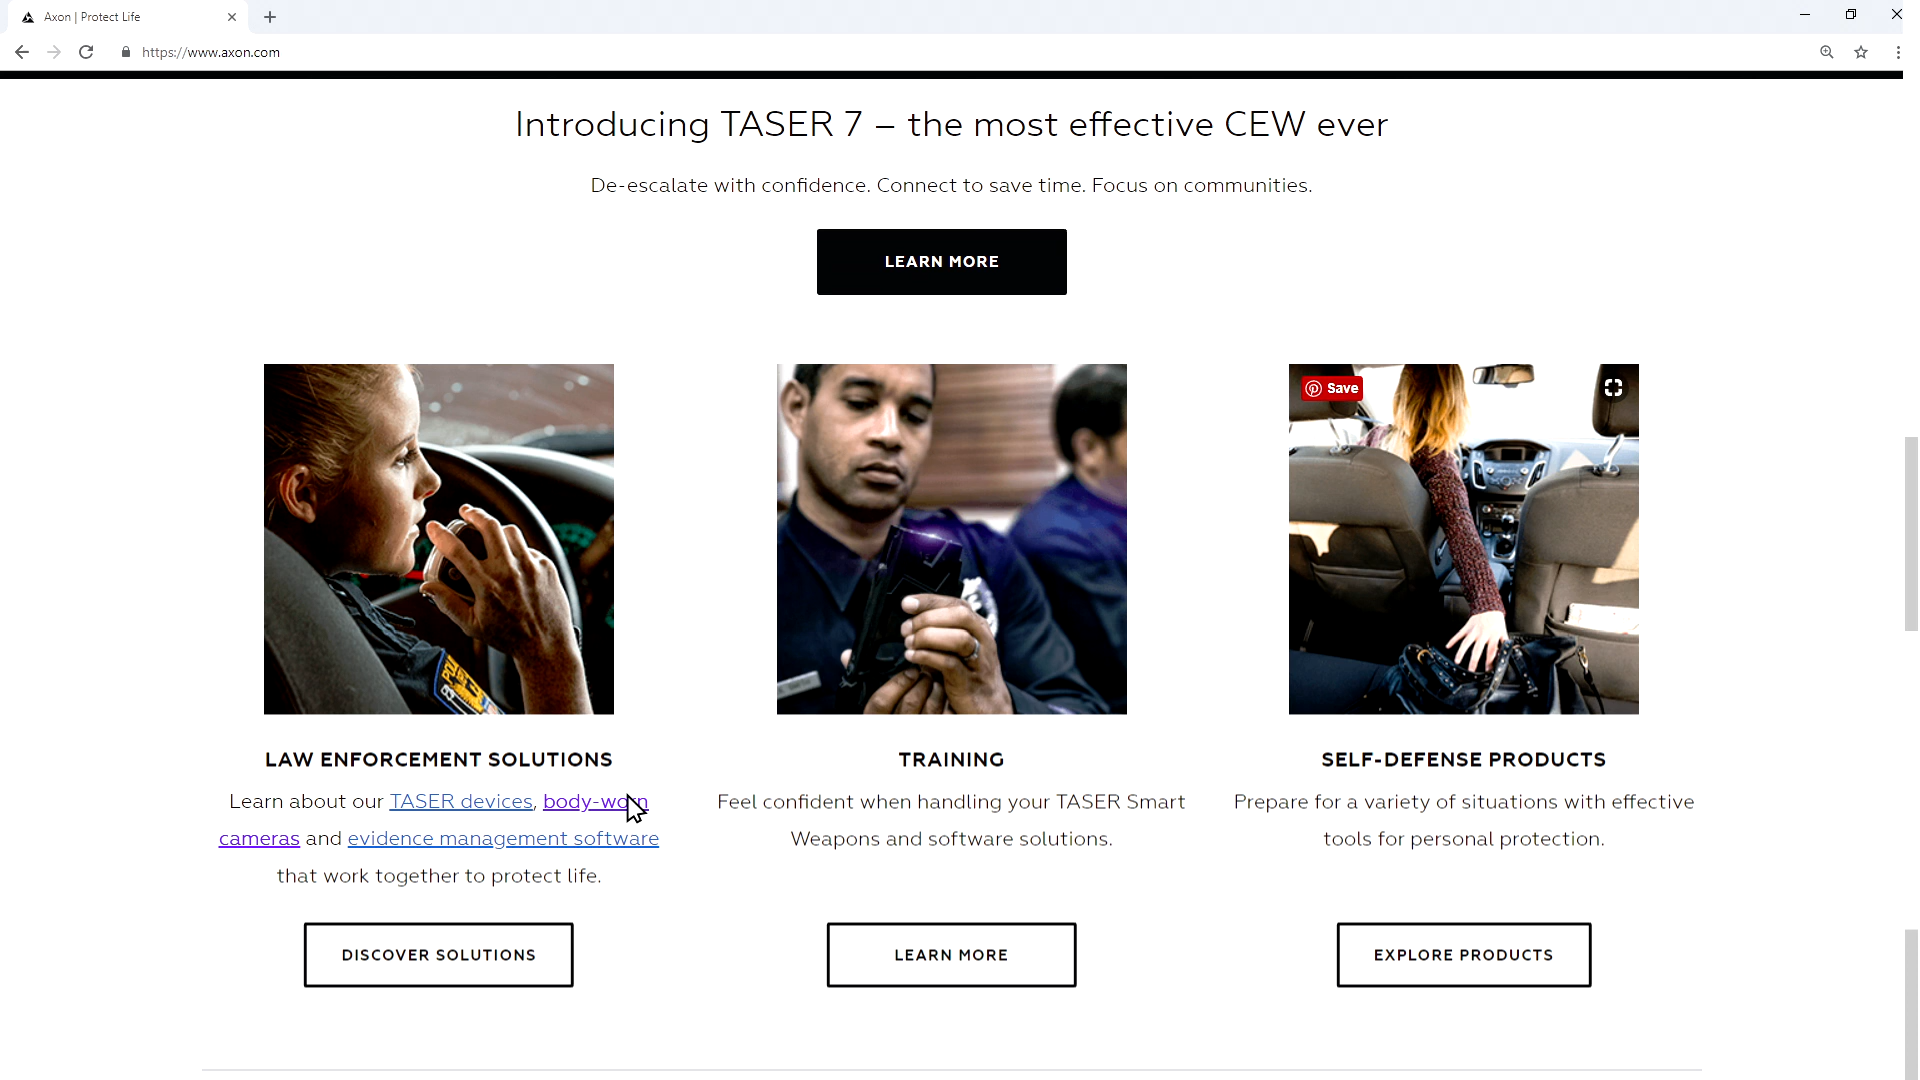 Axon | Protect Life
https://www.axon.com
Introducing TASER 7 – the most effective CEW ever
De-escalate with confidence. Connect to save time. Focus on communities.
LEARN MORE
Save
LAW ENFORCEMENT SOLUTIONS
Learn about our TASER devices, body-worn
cameras and evidence management software
that work together to protect life.
DISCOVER SOLUTIONS
TRAINING
Feel confident when handling your TASER Smart
Weapons and software solutions.
LEARN MORE
SELF-DEFENSE PRODUCTS
Prepare for a variety of situations with effective
tools for personal protection.
EXPLORE PRODUCTS